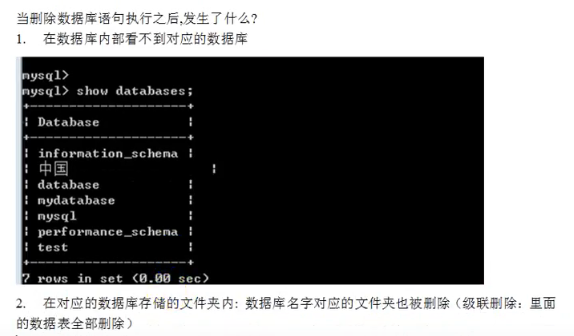 当删除数据库语句执行之后,发生了什么?
1. 在数据库内部看不到对应的数据库
mysql>
mysql> show databases;
+--------------------+
| Database |
+--------------------+
| information_schema |
| 中国 |
| database |
| mydatabase |
| mysql |
| performance_schema |
| test |
+--------------------+
7 rows in set (0.00 sec)
2. 在对应的数据库存储的文件夹内: 数据库名字对应的文件夹也被删除（级联删除：里面
的数据表全部删除）